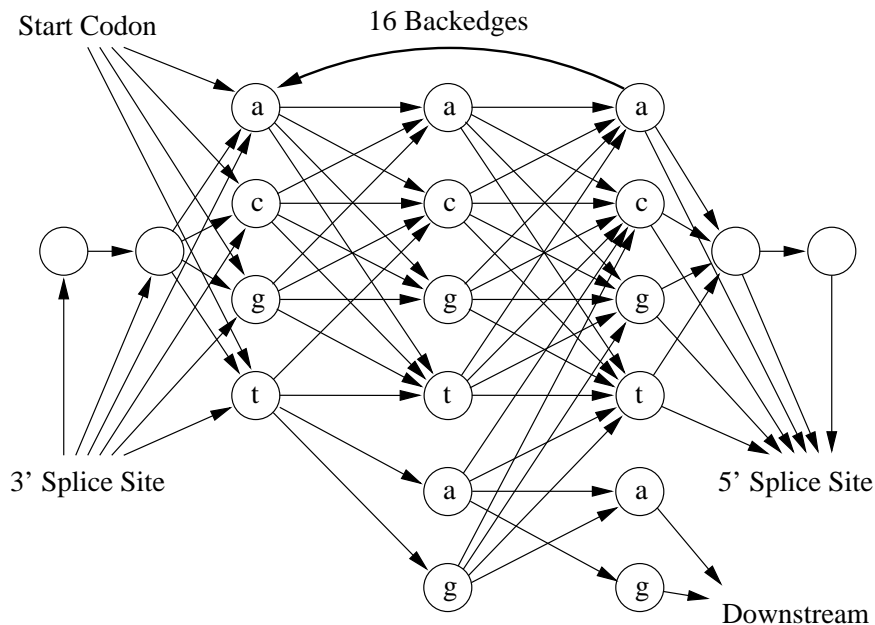 Start Codon
16 Backedges
a a a
c c c
g g g
t t t
3' Splice Site
5' Splice Site
a a
g g
Downstream